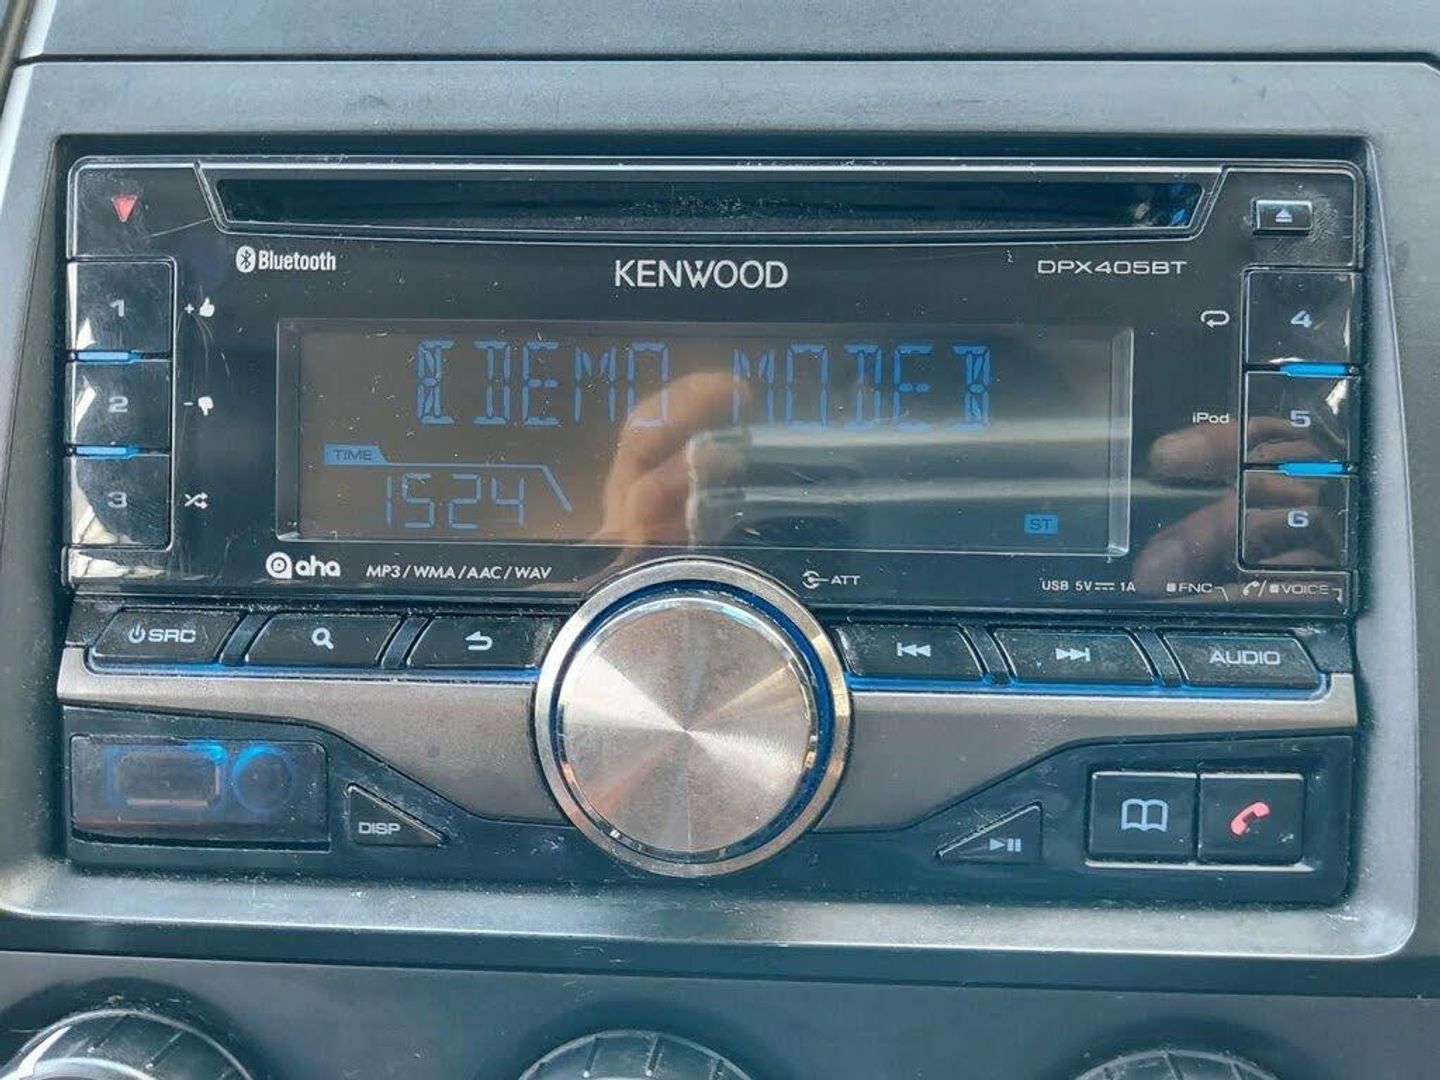 Bluetooth
KENWOOD
DPX405BT
1
+
4
[DEMO MODE]
2
-
iPod
5
TIME
1524
3
ST
6
aha
MP3/WMA/AAC/WAV
ATT
USB 5V 1A
FNC
/ VOICE
SRC
AUDIO
DISP